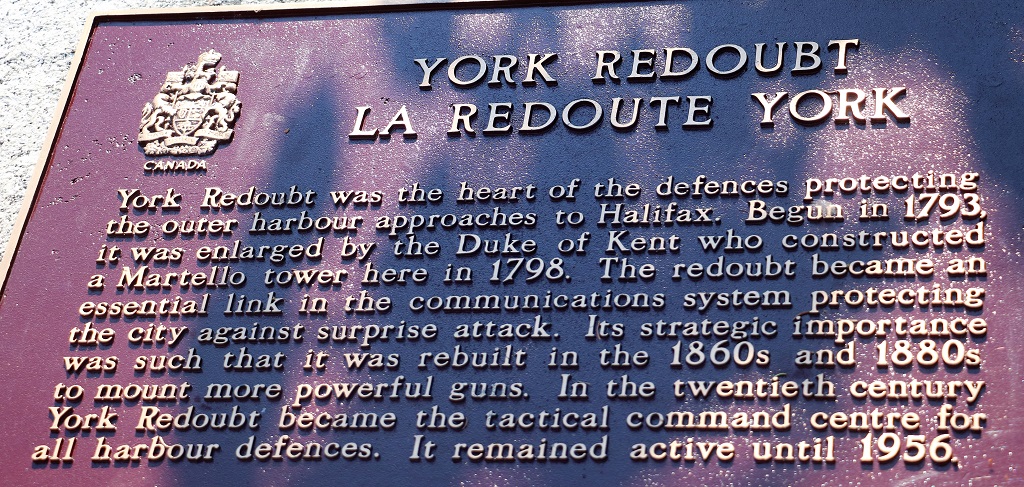 YORK REDOUBT
LA REDOUTE YORK
CANADA
York Redoubt was the heart of the defences protecting
the outer harbour approaches to Halifax. Begun in 1793,
it was enlarged by the Duke of Kent who constructed
a Martello tower here in 1798. The redoubt became an
essential link in the communications system protecting
the city against surprise attack. Its strategic importance
was such that it was rebuilt in the 1860s and 1880s
to mount more powerful guns. In the twentieth century
York Redoubt became the tactical command centre for
all harbour defences. It remained active until 1956.